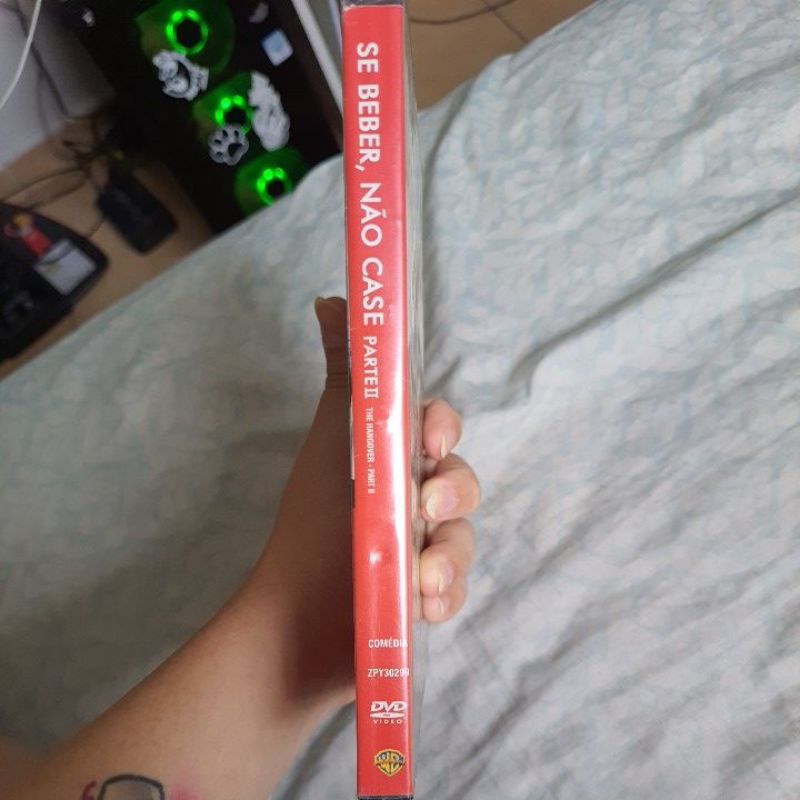 SE BEBER, NÃO CASE PARTE II
THE HANGOVER - PART II
COMÉDIA
ZPY30299
DVD
VIDEO